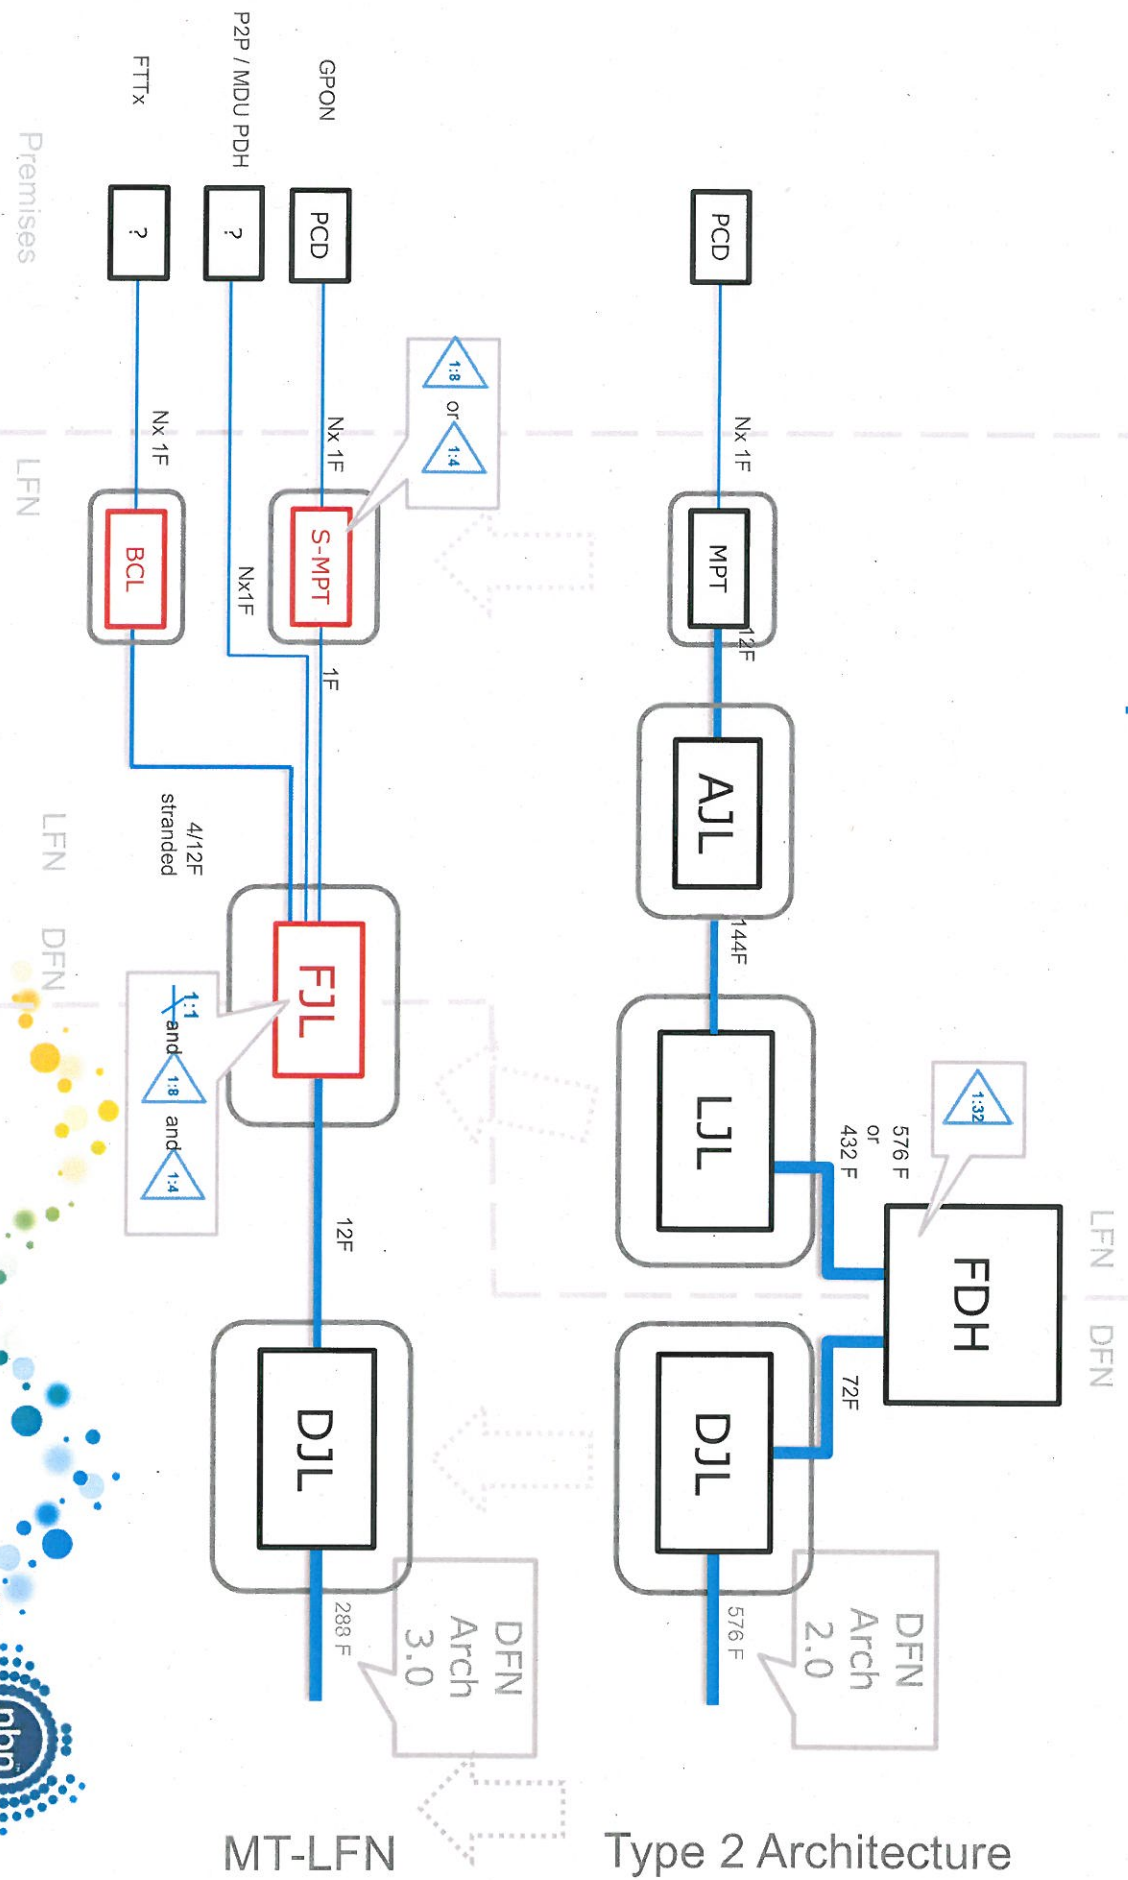 Type 2 Architecture
DFN
Arch
2.0
576 F
DJL
72F
FDH
LFN
DFN
1:32
576 F
or
432 F
LJL
144F
AJL
12F
MPT
Nx 1F
PCD
MT-LFN
DFN
Arch
3.0
288 F
DJL
12F
FJL
1:1 and 1:8 and 1:4
LFN
DFN
4/12F
stranded
1F
S-MPT
1:8 or 1:4
Nx 1F
PCD
GPON
Nx1F
?
P2P / MDU PDH
BCL
Nx 1F
?
FTTx
Premises
LFN
nbn